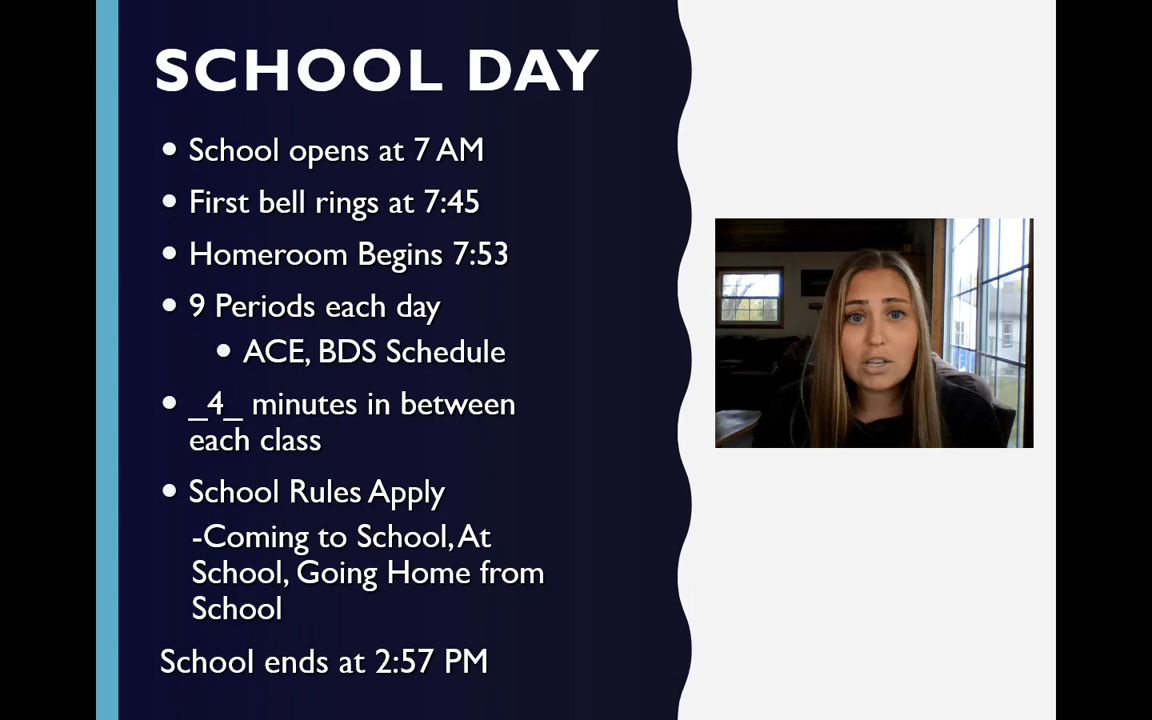 SCHOOL DAY
• School opens at 7 AM
• First bell rings at 7:45
• Homeroom Begins 7:53
• 9 Periods each day
• ACE, BDS Schedule
• _4_ minutes in between
each class
• School Rules Apply
-Coming to School, At
School, Going Home from
School
School ends at 2:57 PM